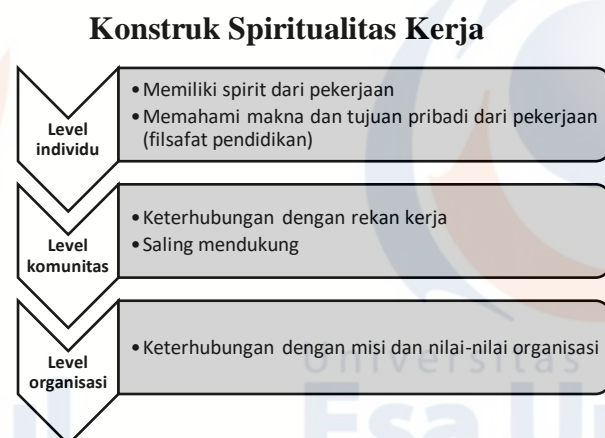 Konstruk Spiritualitas Kerja
Level
individu
•Memiliki spirit dari pekerjaan
•Memahami makna dan tujuan pribadi dari pekerjaan
(filsafat pendidikan)
Level
komunitas
•Keterhubungan dengan rekan kerja
•Saling mendukung
Level
organisasi
•Keterhubungan dengan misi dan nilai-nilai organisasi
Universitas
Esa Un